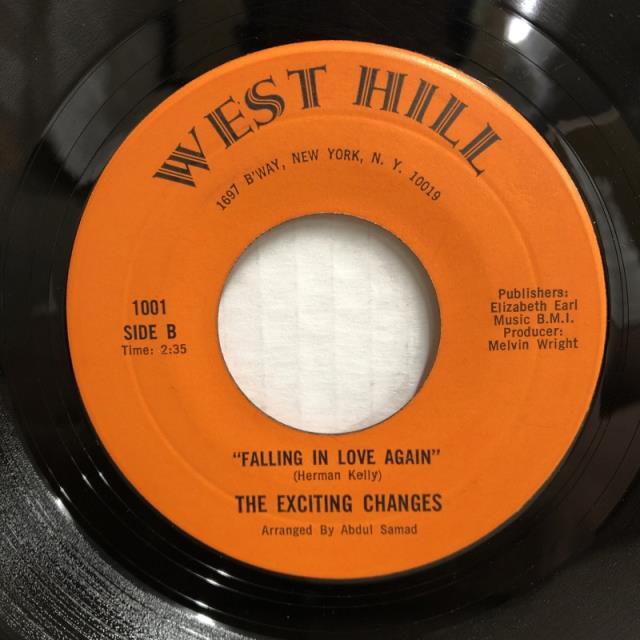 WEST HILL
1697 B'WAY, NEW YORK, N. Y. 10019
1001
SIDE B
Time: 2:35
Publishers:
Elizabeth Earl
Music B.M.I.
Producer:
Melvin Wright
"FALLING IN LOVE AGAIN"
(Herman Kelly)
THE EXCITING CHANGES
Arranged By Abdul Samad